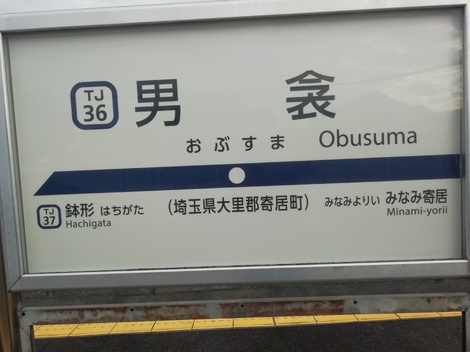 TJ
36
男衾
おぶすま Obusuma
TJ
37
鉢形 はちがた
Hachigata
(埼玉県大里郡寄居町)
みなみよりい みなみ寄居
Minami-yorii